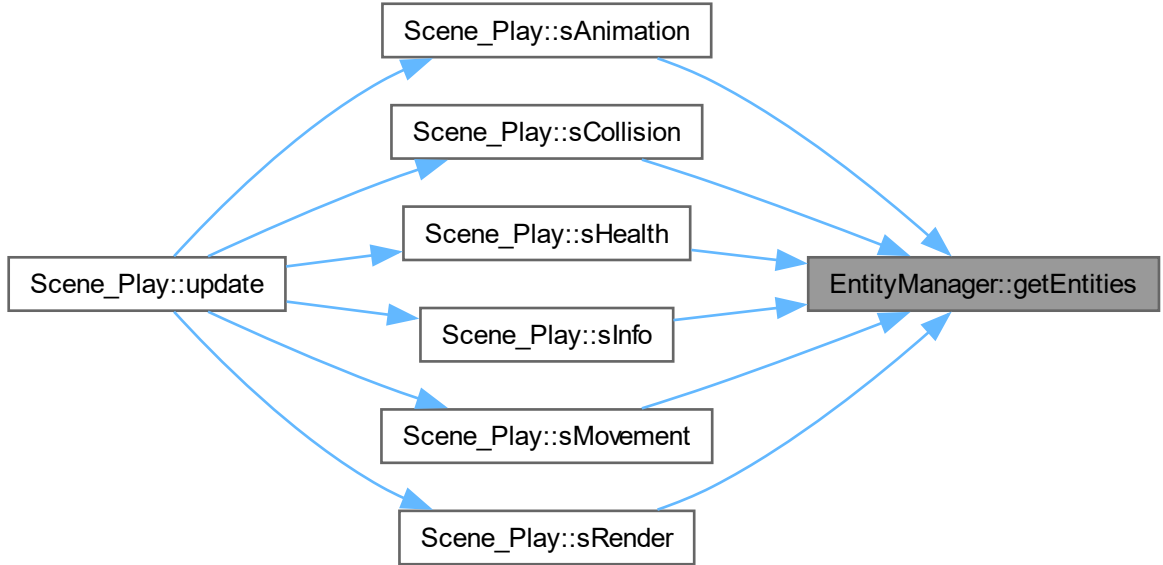 Scene_Play::sAnimation
Scene_Play::sCollision
Scene_Play::sHealth
Scene_Play::update
EntityManager::getEntities
Scene_Play::sInfo
Scene_Play::sMovement
Scene_Play::sRender